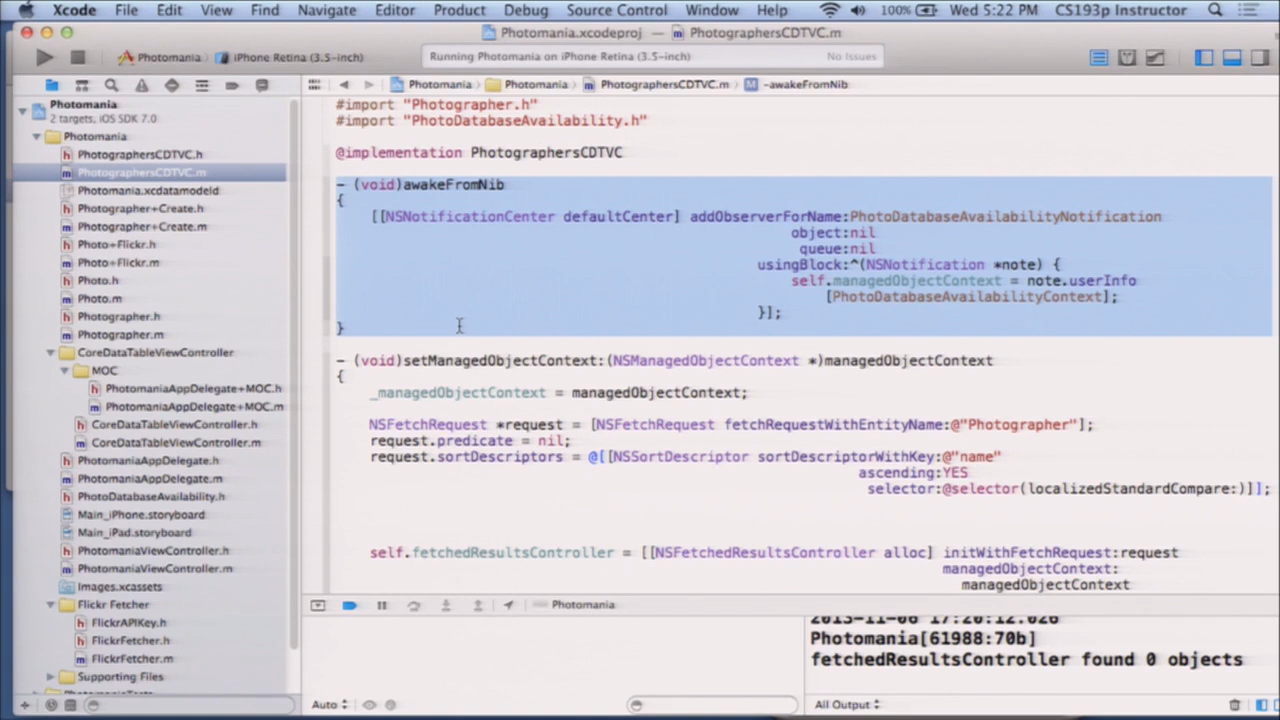 Xcode File Edit View Find Navigate Editor Product Debug Source Control Window Help 100% Wed 5:22 PM CS193p Instructor
Photomania.xcodeproj — PhotographersCDTVC.m
Photomania iPhone Retina (3.5-inch) Running Photomania on iPhone Retina (3.5-inch) No Issues
Photomania Photomania PhotographersCDTVC.m -awakeFromNib
Photomania
2 targets, iOS SDK 7.0
Photomania
PhotographersCDTVC.h
PhotographersCDTVC.m
Photomania.xcdatamodeld
Photographer+Create.h
Photographer+Create.m
Photo+Flickr.h
Photo+Flickr.m
Photo.h
Photo.m
Photographer.h
Photographer.m
CoreDataTableViewController
MOC
PhotomaniaAppDelegate+MOC.h
PhotomaniaAppDelegate+MOC.m
CoreDataTableViewController.h
CoreDataTableViewController.m
PhotomaniaAppDelegate.h
PhotomaniaAppDelegate.m
PhotoDatabaseAvailability.h
Main_iPhone.storyboard
Main_iPad.storyboard
PhotomaniaViewController.h
PhotomaniaViewController.m
Images.xcassets
Flickr Fetcher
FlickrAPIKey.h
FlickrFetcher.h
FlickrFetcher.m
Supporting Files
PhotomaniaTests
#import "Photographer.h"
#import "PhotoDatabaseAvailability.h"
@implementation PhotographersCDTVC
- (void)awakeFromNib
{
[[NSNotificationCenter defaultCenter] addObserverForName:PhotoDatabaseAvailabilityNotification
object:nil
queue:nil
usingBlock:^(NSNotification *note) {
self.managedObjectContext = note.userInfo
[PhotoDatabaseAvailabilityContext];
}];
}
- (void)setManagedObjectContext:(NSManagedObjectContext *)managedObjectContext
{
_managedObjectContext = managedObjectContext;
NSFetchRequest *request = [NSFetchRequest fetchRequestWithEntityName:@"Photographer"];
request.predicate = nil;
request.sortDescriptors = @[[NSSortDescriptor sortDescriptorWithKey:@"name"
ascending:YES
selector:@selector(localizedStandardCompare:)]];
self.fetchedResultsController = [[NSFetchedResultsController alloc] initWithFetchRequest:request
managedObjectContext:
managedObjectContext
Photomania
2013-11-06 17:20:12.026
Photomania[61988:70b]
fetchedResultsController found 0 objects
Auto All Output